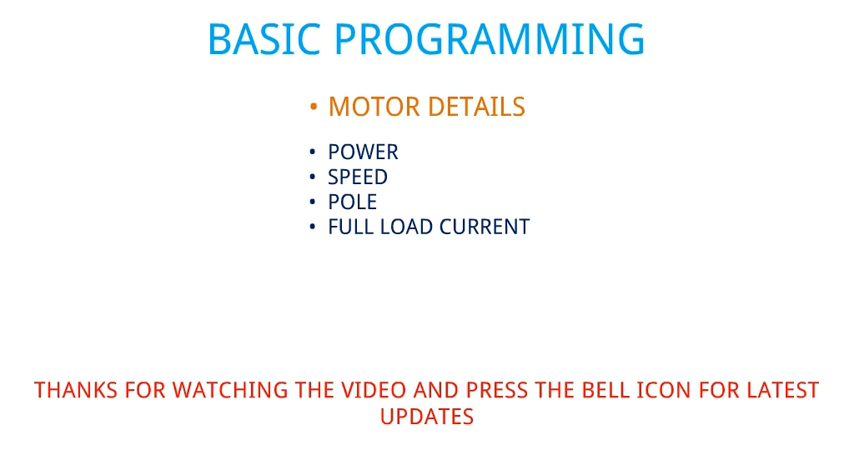 BASIC PROGRAMMING
• MOTOR DETAILS
• POWER
• SPEED
• POLE
• FULL LOAD CURRENT
THANKS FOR WATCHING THE VIDEO AND PRESS THE BELL ICON FOR LATEST
UPDATES